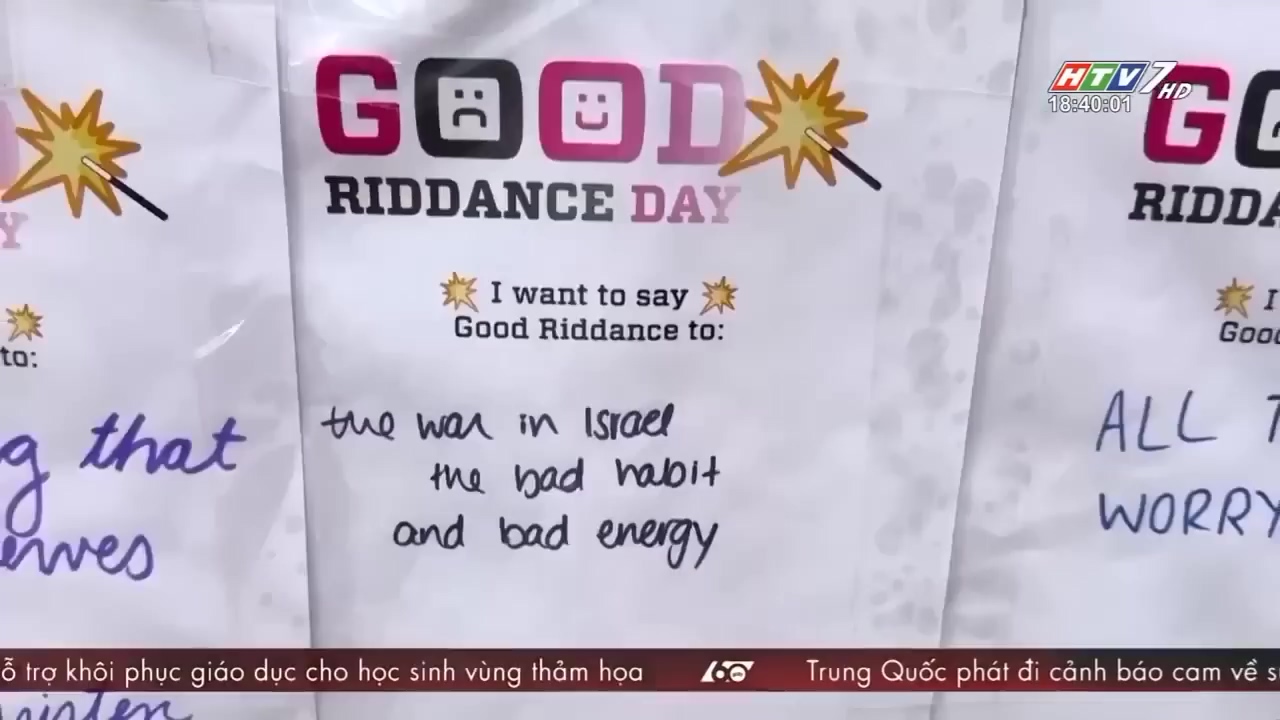 HTV7 HD
18:40:01
GOOD
RIDDANCE DAY
I want to say
Good Riddance to:
the war in Israel
the bad habit
and bad energy
Y
to:
that
RIDDA
I
ALL
WORRY
ỗ trợ khôi phục giáo dục cho học sinh vùng thảm họa
60
Trung Quốc phát đi cảnh báo cam về